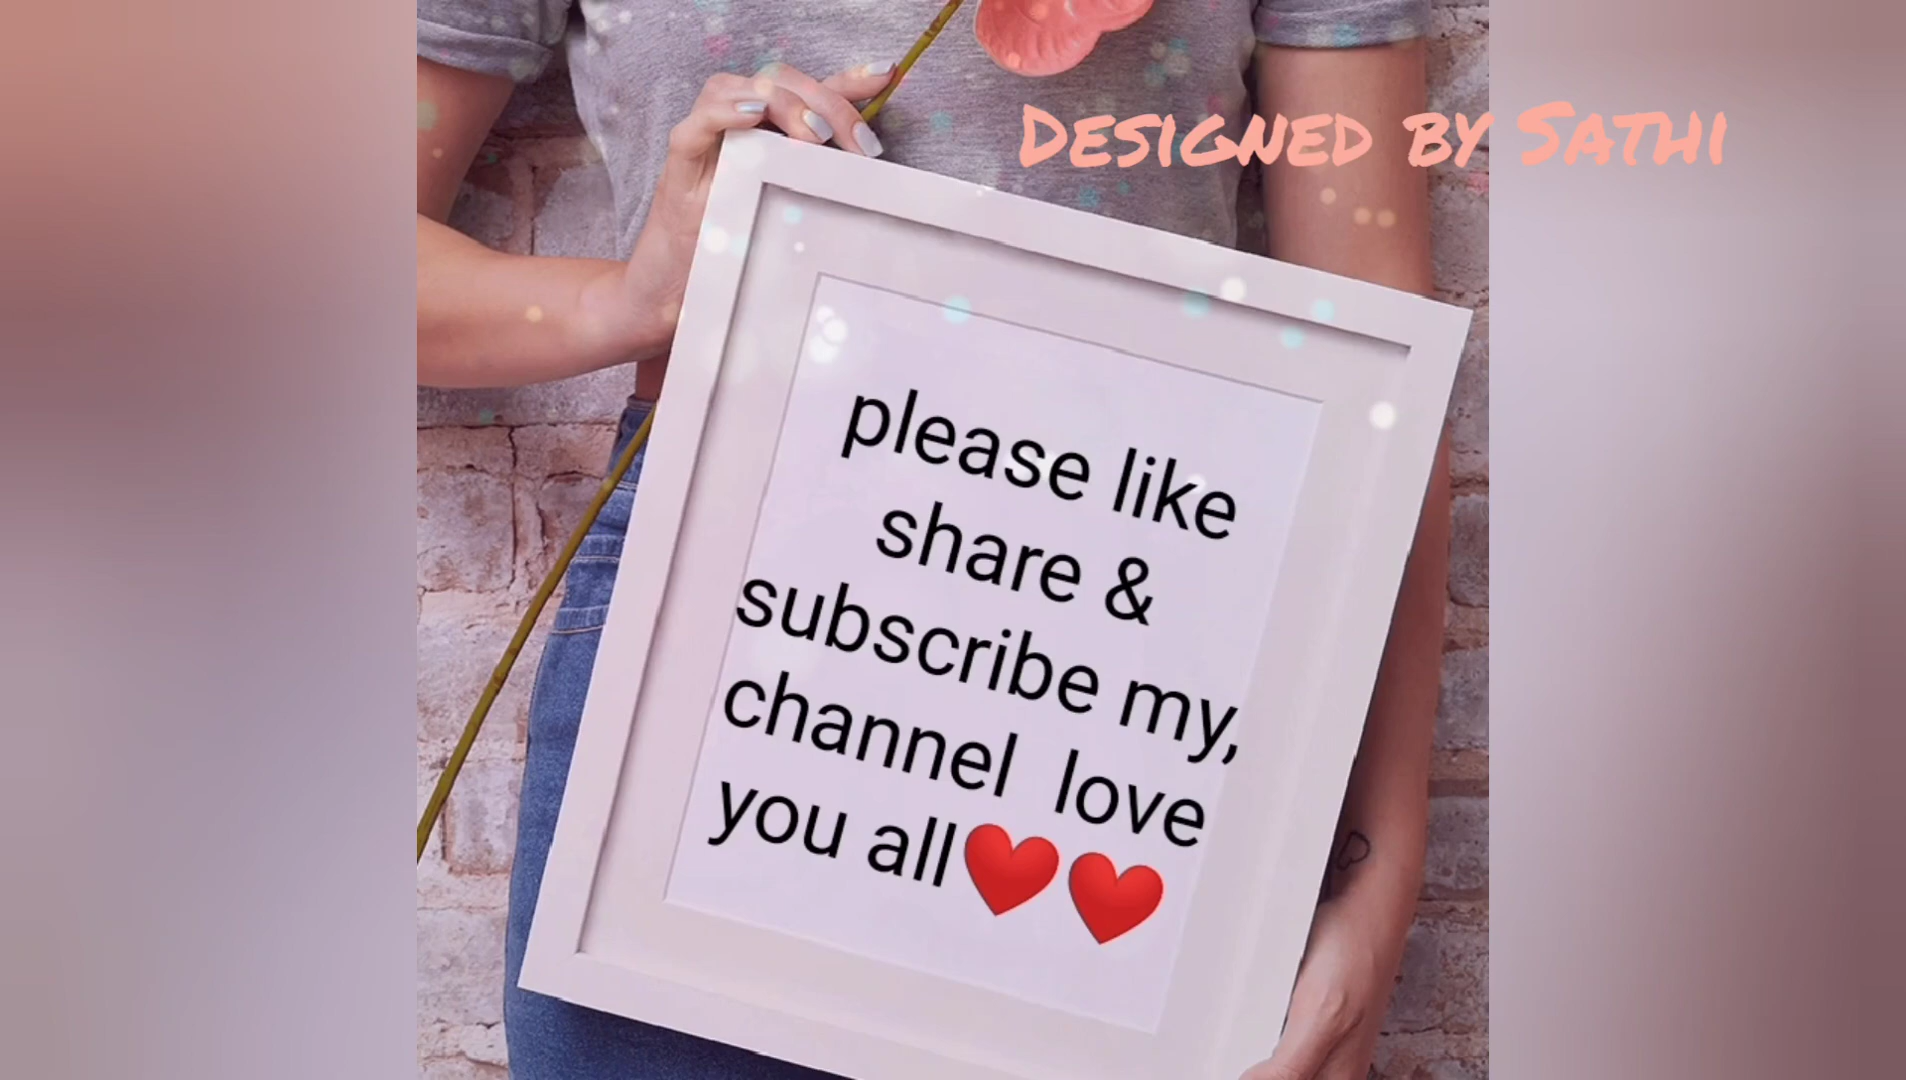 Designed by Sathi
please like
share &
subscribe my,
channel love
you all❤️❤️